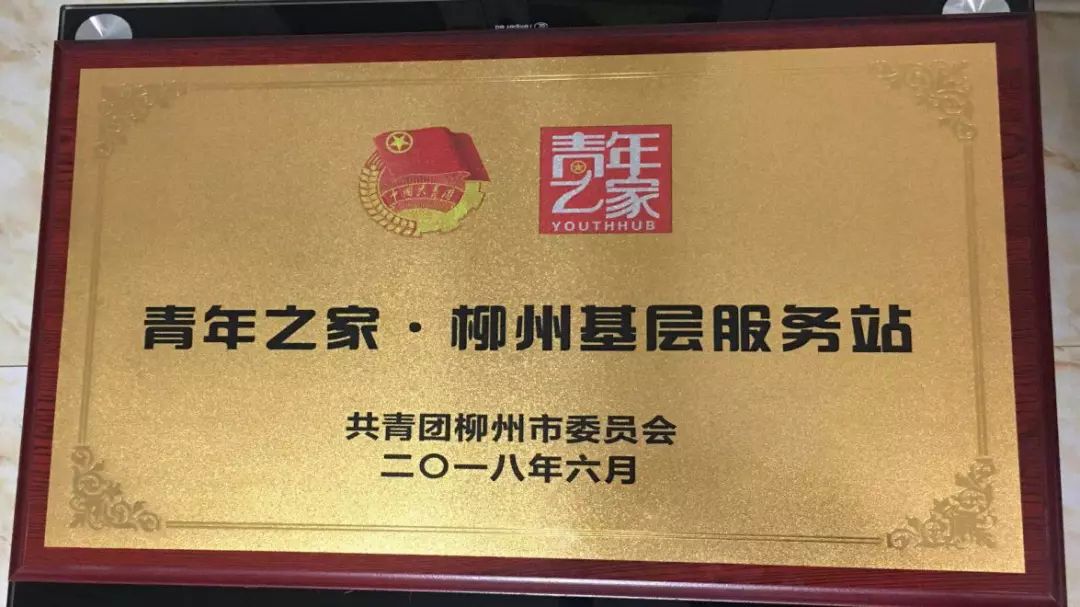 中国共青团
青年
之家
YOUTHHUB
青年之家·柳州基层服务站
共青团柳州市委员会
二〇一八年六月